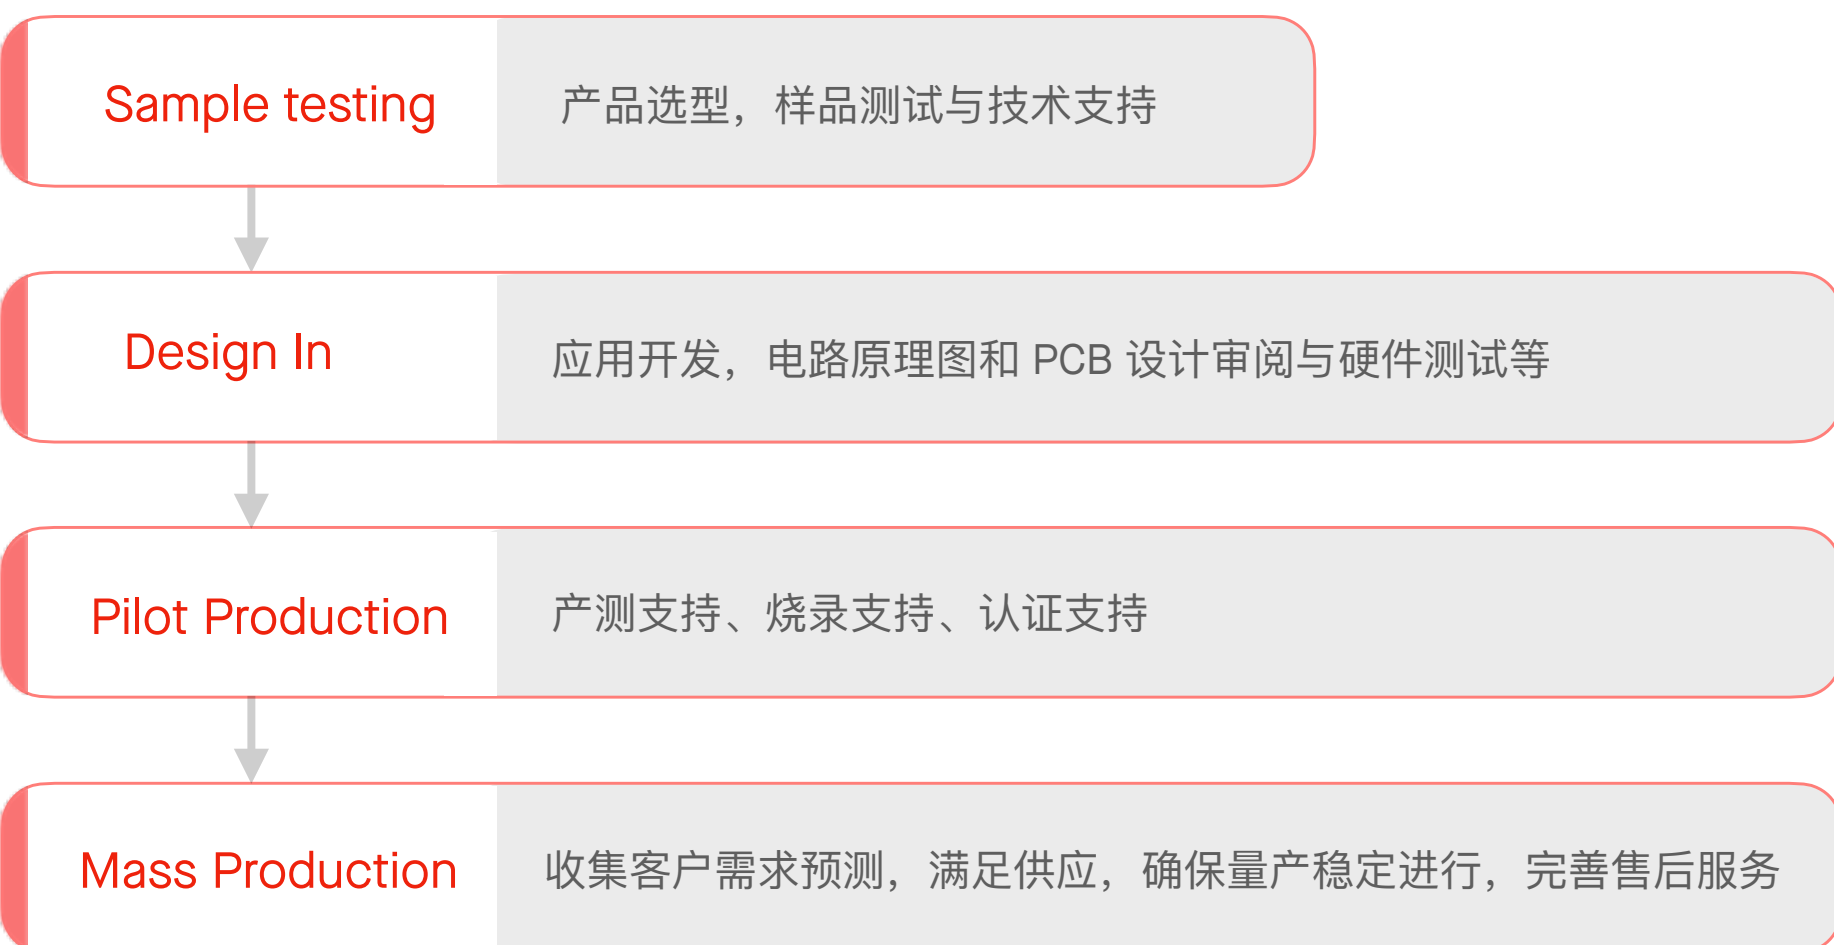 Sample testing
产品选型，样品测试与技术支持
Design In
应用开发，电路原理图和 PCB 设计审阅与硬件测试等
Pilot Production
产测支持、烧录支持、认证支持
Mass Production
收集客户需求预测，满足供应，确保量产稳定进行，完善售后服务